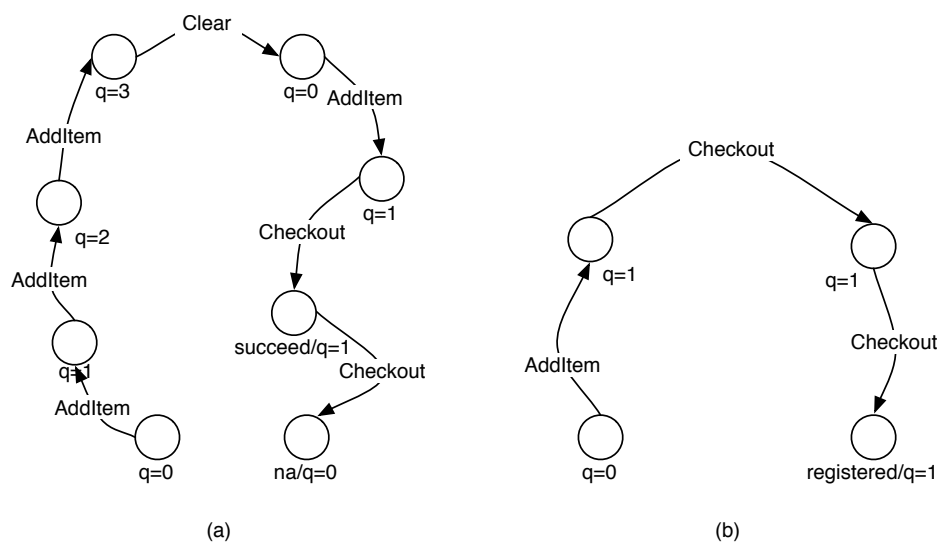 Clear
q=3
q=0
AddItem
AddItem
q=2
q=1
Checkout
AddItem
succeed/q=1
q=1
Checkout
AddItem
q=0
na/q=0
(a)
Checkout
q=1
q=1
Checkout
AddItem
q=0
registered/q=1
(b)